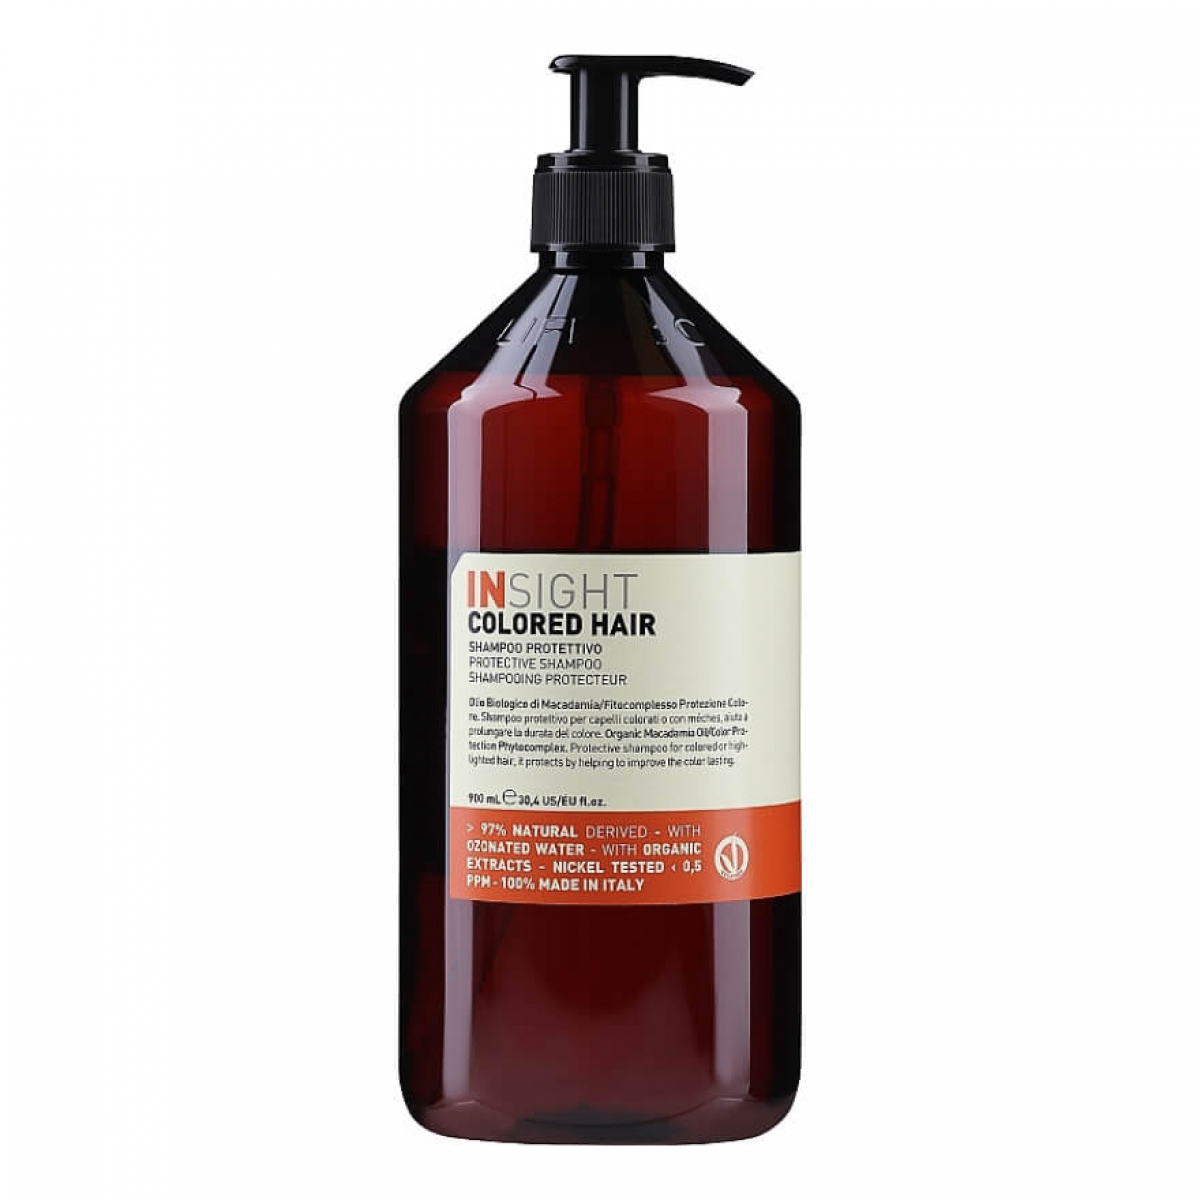 INSIGHT
COLORED HAIR
SHAMPOO PROTETTIVO
PROTECTIVE SHAMPOO
SHAMPOOING PROTECTEUR
Olio Biologico di Macadamia/Fitocomplesso Protezione Colo-
re. Shampoo protettivo per capelli colorati o con mèches, aiuta a
prolungare la durata del colore. Organic Macadamia Oil/Color Pro-
tection Phytocomplex. Protective shampoo for colored or high-
lighted hair, it protects by helping to improve the color lasting.
900 mL ℮ 30,4 US/EU fl.oz.
> 97% NATURAL DERIVED - WITH
OZONATED WATER - WITH ORGANIC
EXTRACTS - NICKEL TESTED < 0,5
PPM - 100% MADE IN ITALY